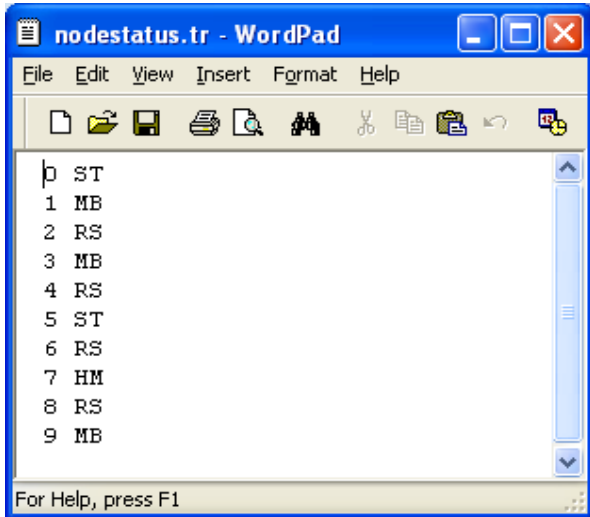 nodestatus.tr - WordPad
File Edit View Insert Format Help
0 ST
1 MB
2 RS
3 MB
4 RS
5 ST
6 RS
7 HM
8 RS
9 MB
For Help, press F1